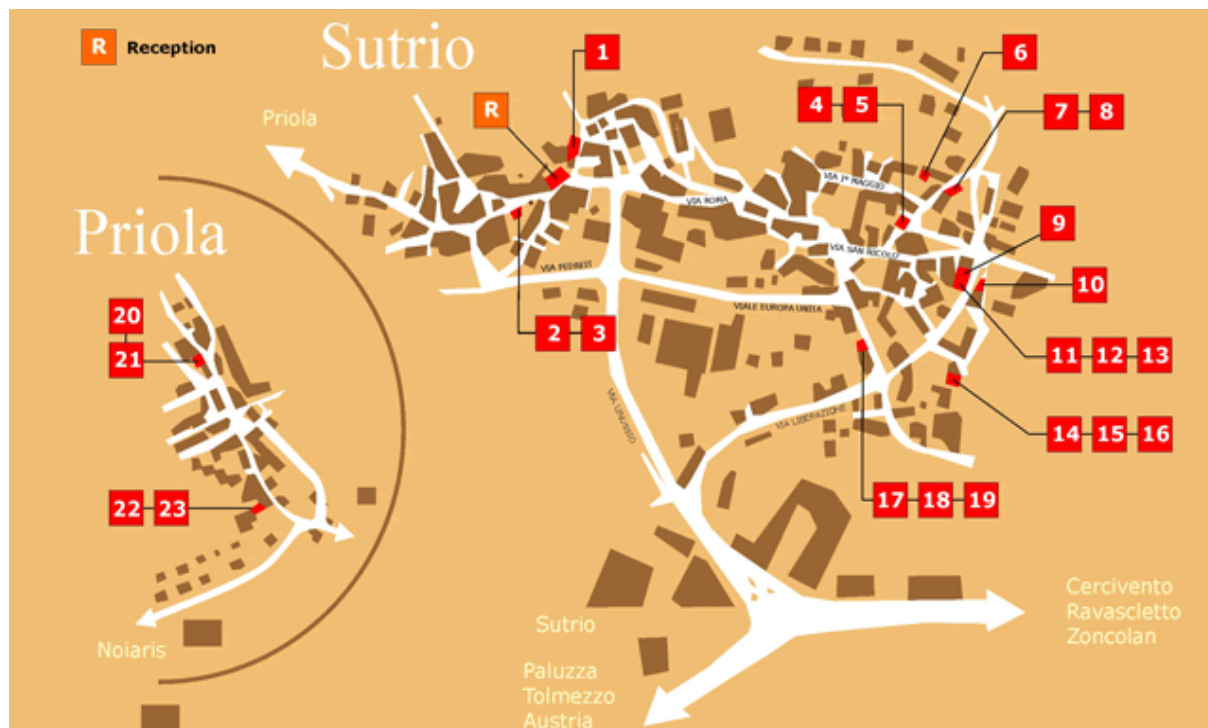 R Reception
Sutrio
1
6
4 5
7 8
R
Priola
VIA 1º MAGGIO
VIA ROMA
Priola
9
VIA SAN NICOLO
VIA PEDREIT
10
VIALE EUROPA UNITA
20
2 3
21
11 12 13
VIA LIBERAZIONE
14 15 16
22 23
17 18 19
Cercivento
Ravascletto
Zoncolan
Sutrio
Noiaris
Paluzza
Tolmezzo
Austria